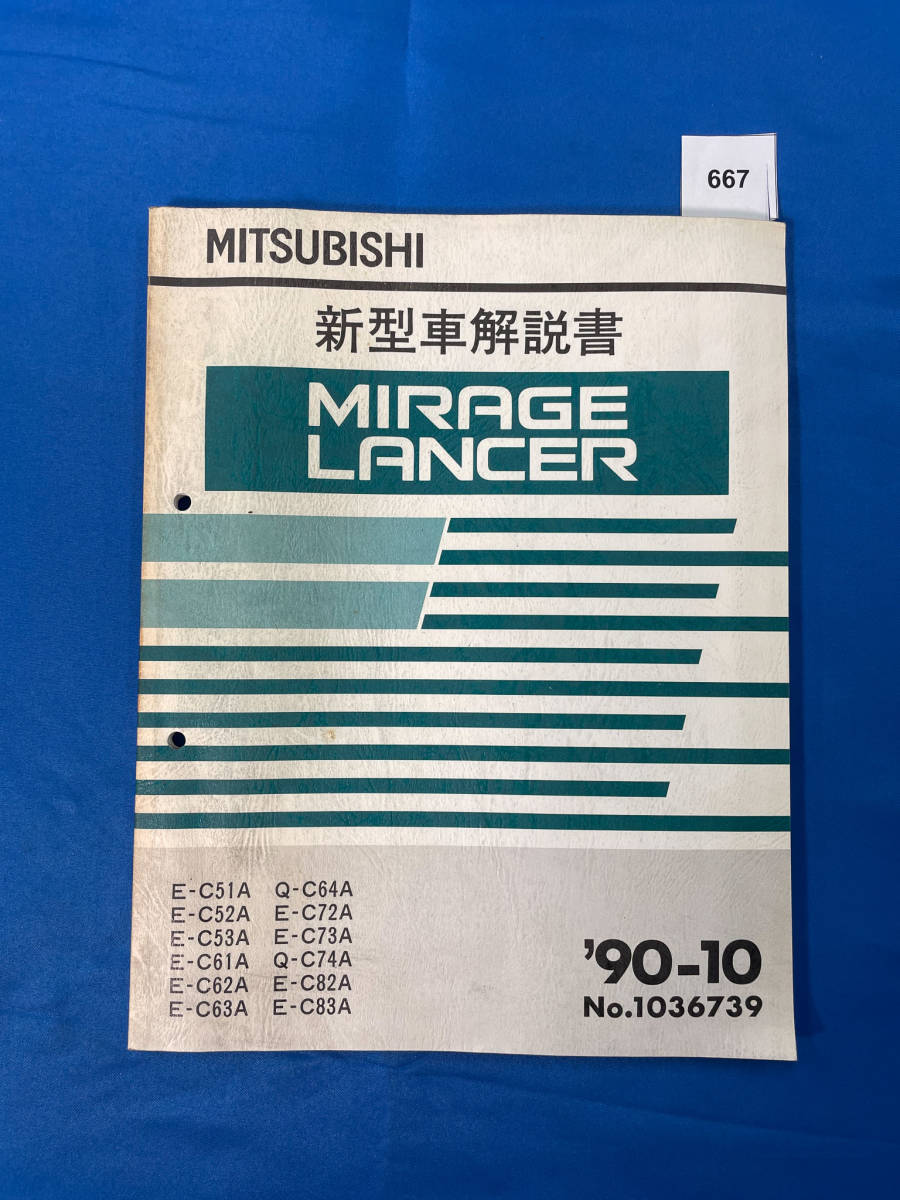 667
MITSUBISHI
新型車解説書
MIRAGE
LANCER
E-C51A Q-C64A
E-C52A E-C72A
E-C53A E-C73A
E-C61A Q-C74A
E-C62A E-C82A
E-C63A E-C83A
'90-10
No.1036739